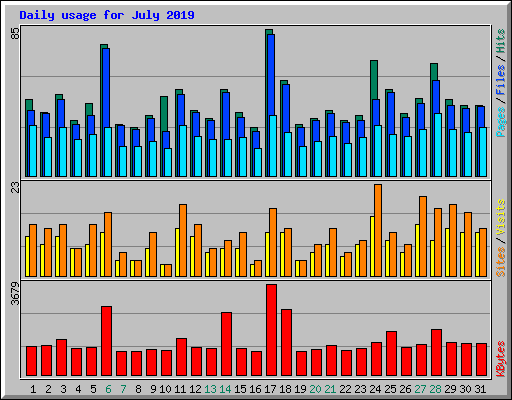 Daily usage for July 2019
85
Pages / Files / Hits
23
Sites / Visits
3679
KBytes
1 2 3 4 5 6 7 8 9 10 11 12 13 14 15 16 17 18 19 20 21 22 23 24 25 26 27 28 29 30 31